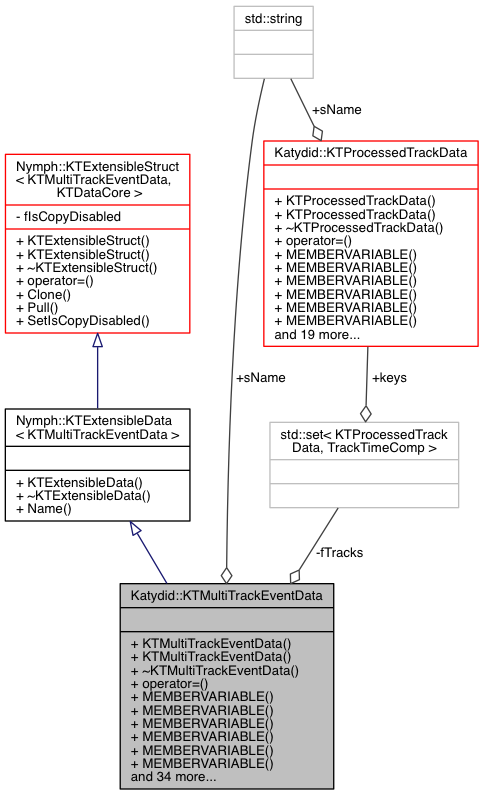 std::string
+sName
Katydid::KTProcessedTrackData
+ KTProcessedTrackData()
+ KTProcessedTrackData()
+ ~KTProcessedTrackData()
+ operator=()
+ MEMBERVARIABLE()
+ MEMBERVARIABLE()
+ MEMBERVARIABLE()
+ MEMBERVARIABLE()
+ MEMBERVARIABLE()
+ MEMBERVARIABLE()
and 19 more...
Nymph::KTExtensibleStruct
< KTMultiTrackEventData,
KTDataCore >
- fIsCopyDisabled
+ KTExtensibleStruct()
+ KTExtensibleStruct()
+ ~KTExtensibleStruct()
+ operator=()
+ Clone()
+ Pull()
+ SetIsCopyDisabled()
+sName
+keys
Nymph::KTExtensibleData
< KTMultiTrackEventData >
+ KTExtensibleData()
+ ~KTExtensibleData()
+ Name()
std::set< KTProcessedTrack
Data, TrackTimeComp >
-fTracks
Katydid::KTMultiTrackEventData
+ KTMultiTrackEventData()
+ KTMultiTrackEventData()
+ ~KTMultiTrackEventData()
+ operator=()
+ MEMBERVARIABLE()
+ MEMBERVARIABLE()
+ MEMBERVARIABLE()
+ MEMBERVARIABLE()
+ MEMBERVARIABLE()
+ MEMBERVARIABLE()
and 34 more...